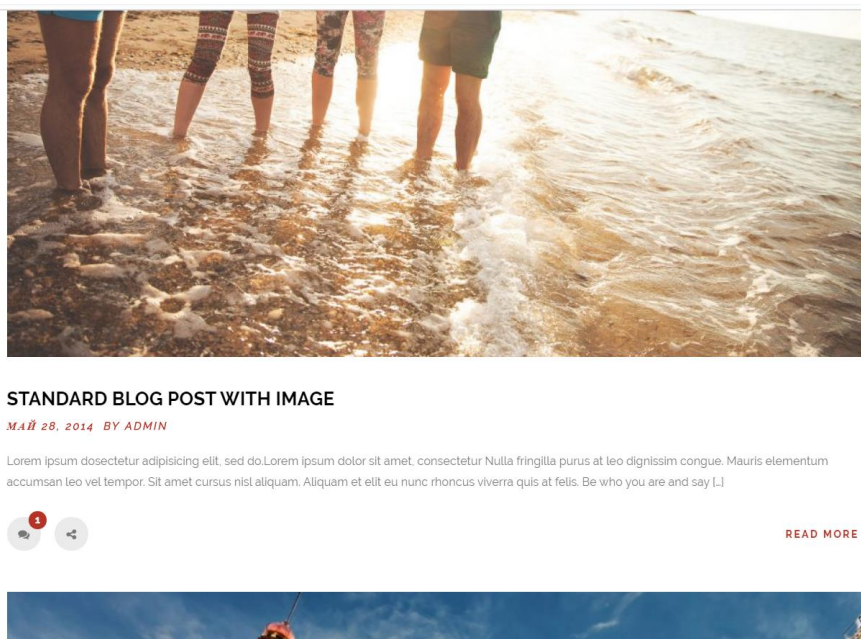 STANDARD BLOG POST WITH IMAGE
МАЙ 28, 2014 BY ADMIN
Lorem ipsum dosectetur adipisicing elit, sed do.Lorem ipsum dolor sit amet, consectetur Nulla fringilla purus at leo dignissim congue. Mauris elementum
accumsan leo vel tempor. Sit amet cursus nisl aliquam. Aliquam et elit eu nunc rhoncus viverra quis at felis. Be who you are and say [...]
1
READ MORE